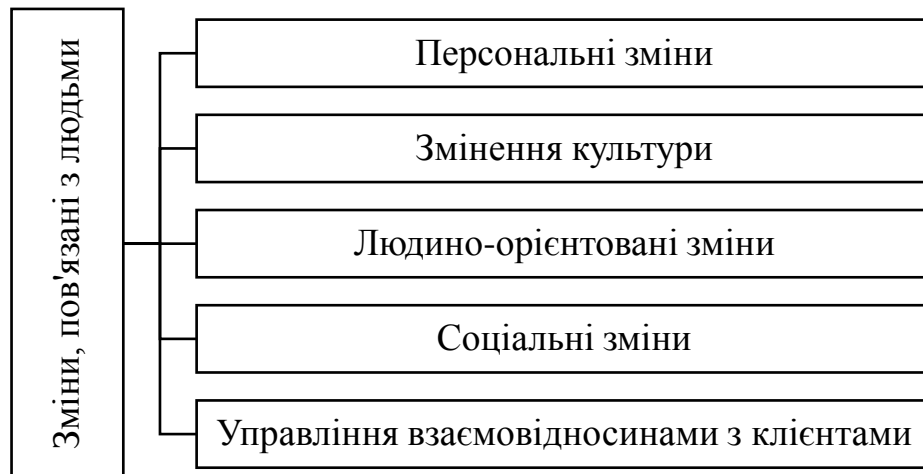 Зміни, пов'язані з людьми
Персональні зміни
Змінення культури
Людино-орієнтовані зміни
Соціальні зміни
Управління взаємовідносинами з клієнтами